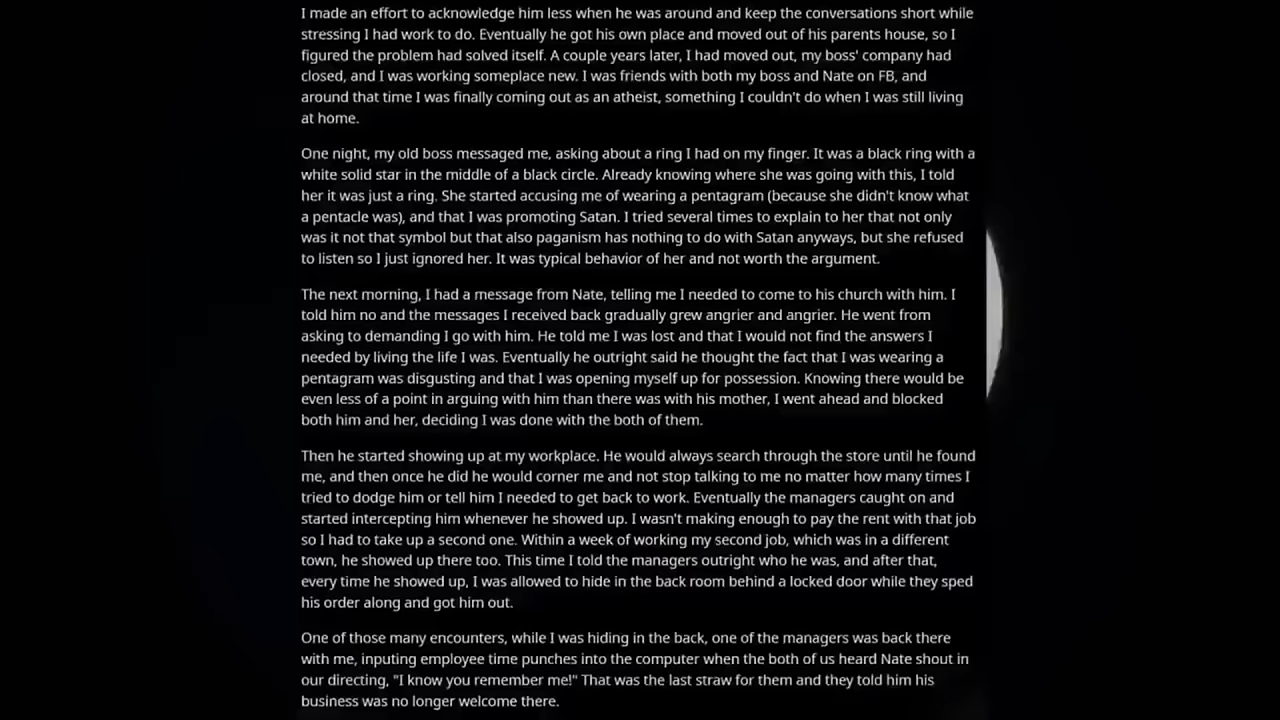 I made an effort to acknowledge him less when he was around and keep the conversations short while
stressing I had work to do. Eventually he got his own place and moved out of his parents house, so I
figured the problem had solved itself. A couple years later, I had moved out, my boss' company had
closed, and I was working someplace new. I was friends with both my boss and Nate on FB, and
around that time I was finally coming out as an atheist, something I couldn't do when I was still living
at home.
One night, my old boss messaged me, asking about a ring I had on my finger. It was a black ring with a
white solid star in the middle of a black circle. Already knowing where she was going with this, I told
her it was just a ring. She started accusing me of wearing a pentagram (because she didn't know what
a pentacle was), and that I was promoting Satan. I tried several times to explain to her that not only
was it not that symbol but that also paganism has nothing to do with Satan anyways, but she refused
to listen so I just ignored her. It was typical behavior of her and not worth the argument.
The next morning, I had a message from Nate, telling me I needed to come to his church with him. I
told him no and the messages I received back gradually grew angrier and angrier. He went from
asking to demanding I go with him. He told me I was lost and that I would not find the answers I
needed by living the life I was. Eventually he outright said he thought the fact that I was wearing a
pentagram was disgusting and that I was opening myself up for possession. Knowing there would be
even less of a point in arguing with him than there was with his mother, I went ahead and blocked
both him and her, deciding I was done with the both of them.
Then he started showing up at my workplace. He would always search through the store until he found
me, and then once he did he would corner me and not stop talking to me no matter how many times I
tried to dodge him or tell him I needed to get back to work. Eventually the managers caught on and
started intercepting him whenever he showed up. I wasn't making enough to pay the rent with that job
so I had to take up a second one. Within a week of working my second job, which was in a different
town, he showed up there too. This time I told the managers outright who he was, and after that,
every time he showed up, I was allowed to hide in the back room behind a locked door while they sped
his order along and got him out.
One of those many encounters, while I was hiding in the back, one of the managers was back there
with me, inputing employee time punches into the computer when the both of us heard Nate shout in
our directing, "I know you remember me!" That was the last straw for them and they told him his
business was no longer welcome there.